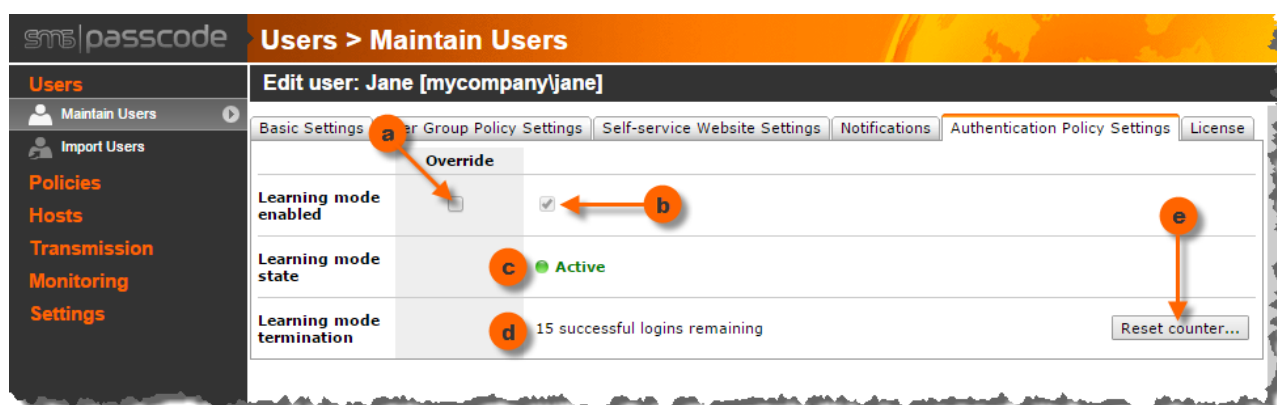 sms|passcode
Users > Maintain Users
Users
Maintain Users
Import Users
Policies
Hosts
Transmission
Monitoring
Settings
Edit user: Jane [mycompany\jane]
Basic Settings
er Group Policy Settings
Self-service Website Settings
Notifications
Authentication Policy Settings
License
a
Override
Learning mode
enabled
b
e
Learning mode
state
c
Active
Learning mode
termination
d
15 successful logins remaining
Reset counter...